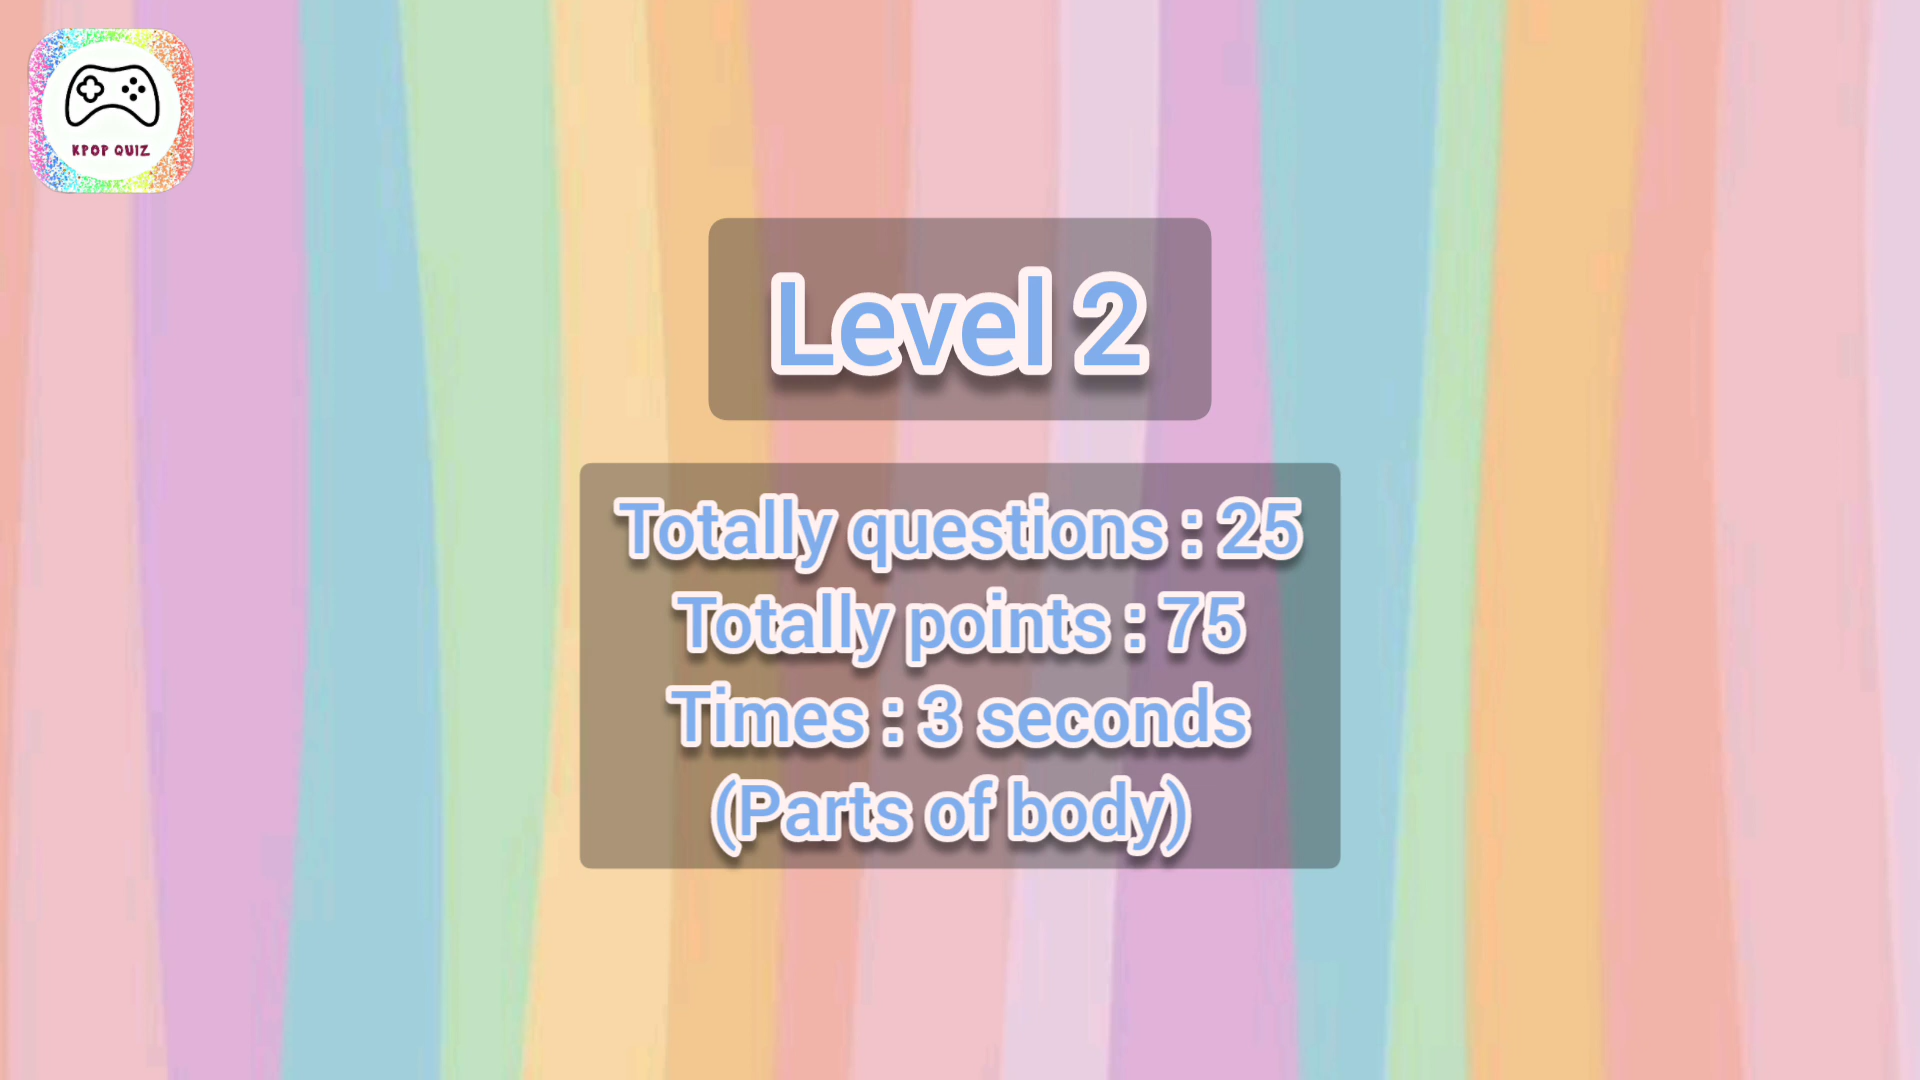 KPOP QUIZ
Level 2
Totally questions : 25
Totally points : 75
Times : 3 seconds
(Parts of body)